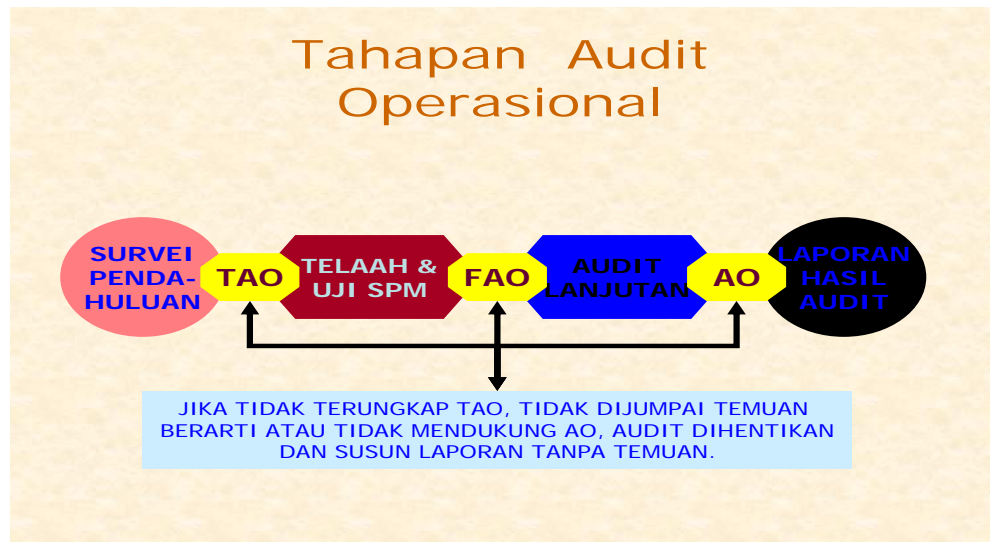 Tahapan Audit
Operasional
SURVEI
PENDA-
HULUAN
TAO
TELAAH &
UJI SPM
FAO
AUDIT
LANJUTAN
AO
LAPORAN
HASIL
AUDIT
JIKA TIDAK TERUNGKAP TAO, TIDAK DIJUMPAI TEMUAN
BERARTI ATAU TIDAK MENDUKUNG AO, AUDIT DIHENTIKAN
DAN SUSUN LAPORAN TANPA TEMUAN.